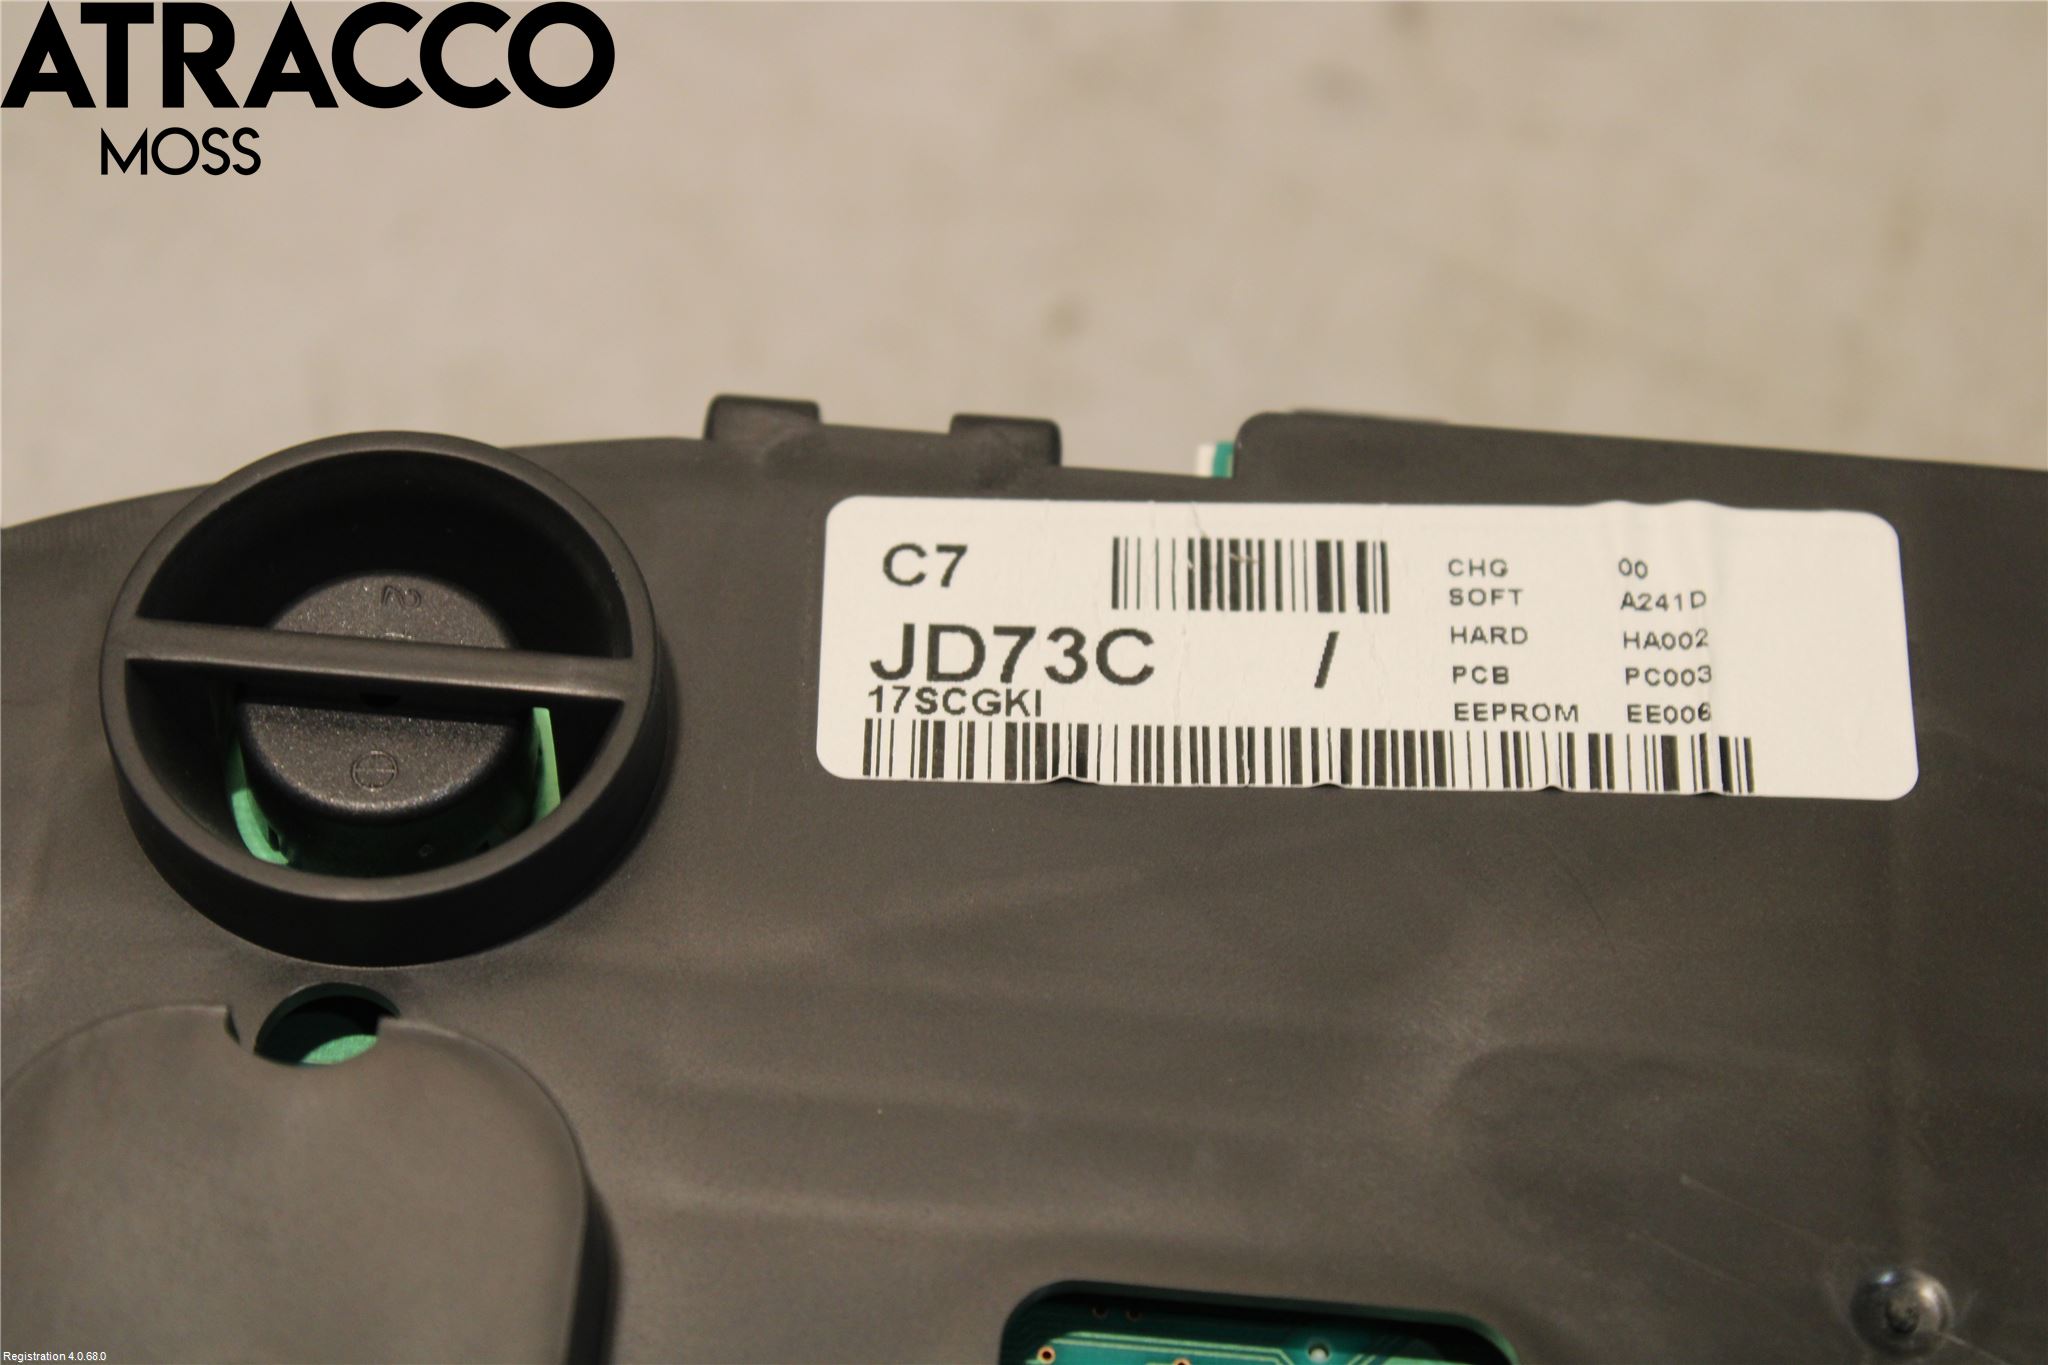 ATRACCO
MOSS
C7
JD73C /
17SCGKI
CHG 00
SOFT A241D
HARD HA002
PCB PC003
EEPROM EE006
Registration 4.0.68.0